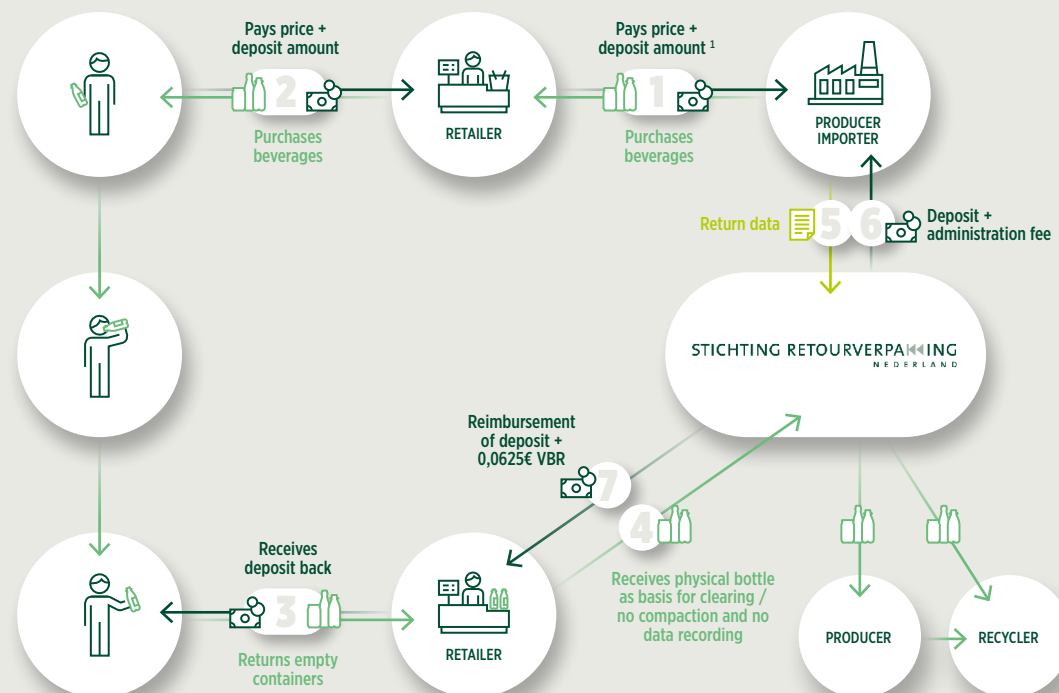 Pays price +
deposit amount
2
Purchases
beverages
RETAILER
Pays price +
deposit amount 1
1
Purchases
beverages
PRODUCER
IMPORTER
Return data
5
6
Deposit +
administration fee
STICHTING RETOURVERPAKKING
NEDERLAND
Reimbursement
of deposit +
0,0625€ VBR
7
4
Receives physical bottle
as basis for clearing /
no compaction and no
data recording
Receives
deposit back
3
Returns empty
containers
RETAILER
PRODUCER
RECYCLER